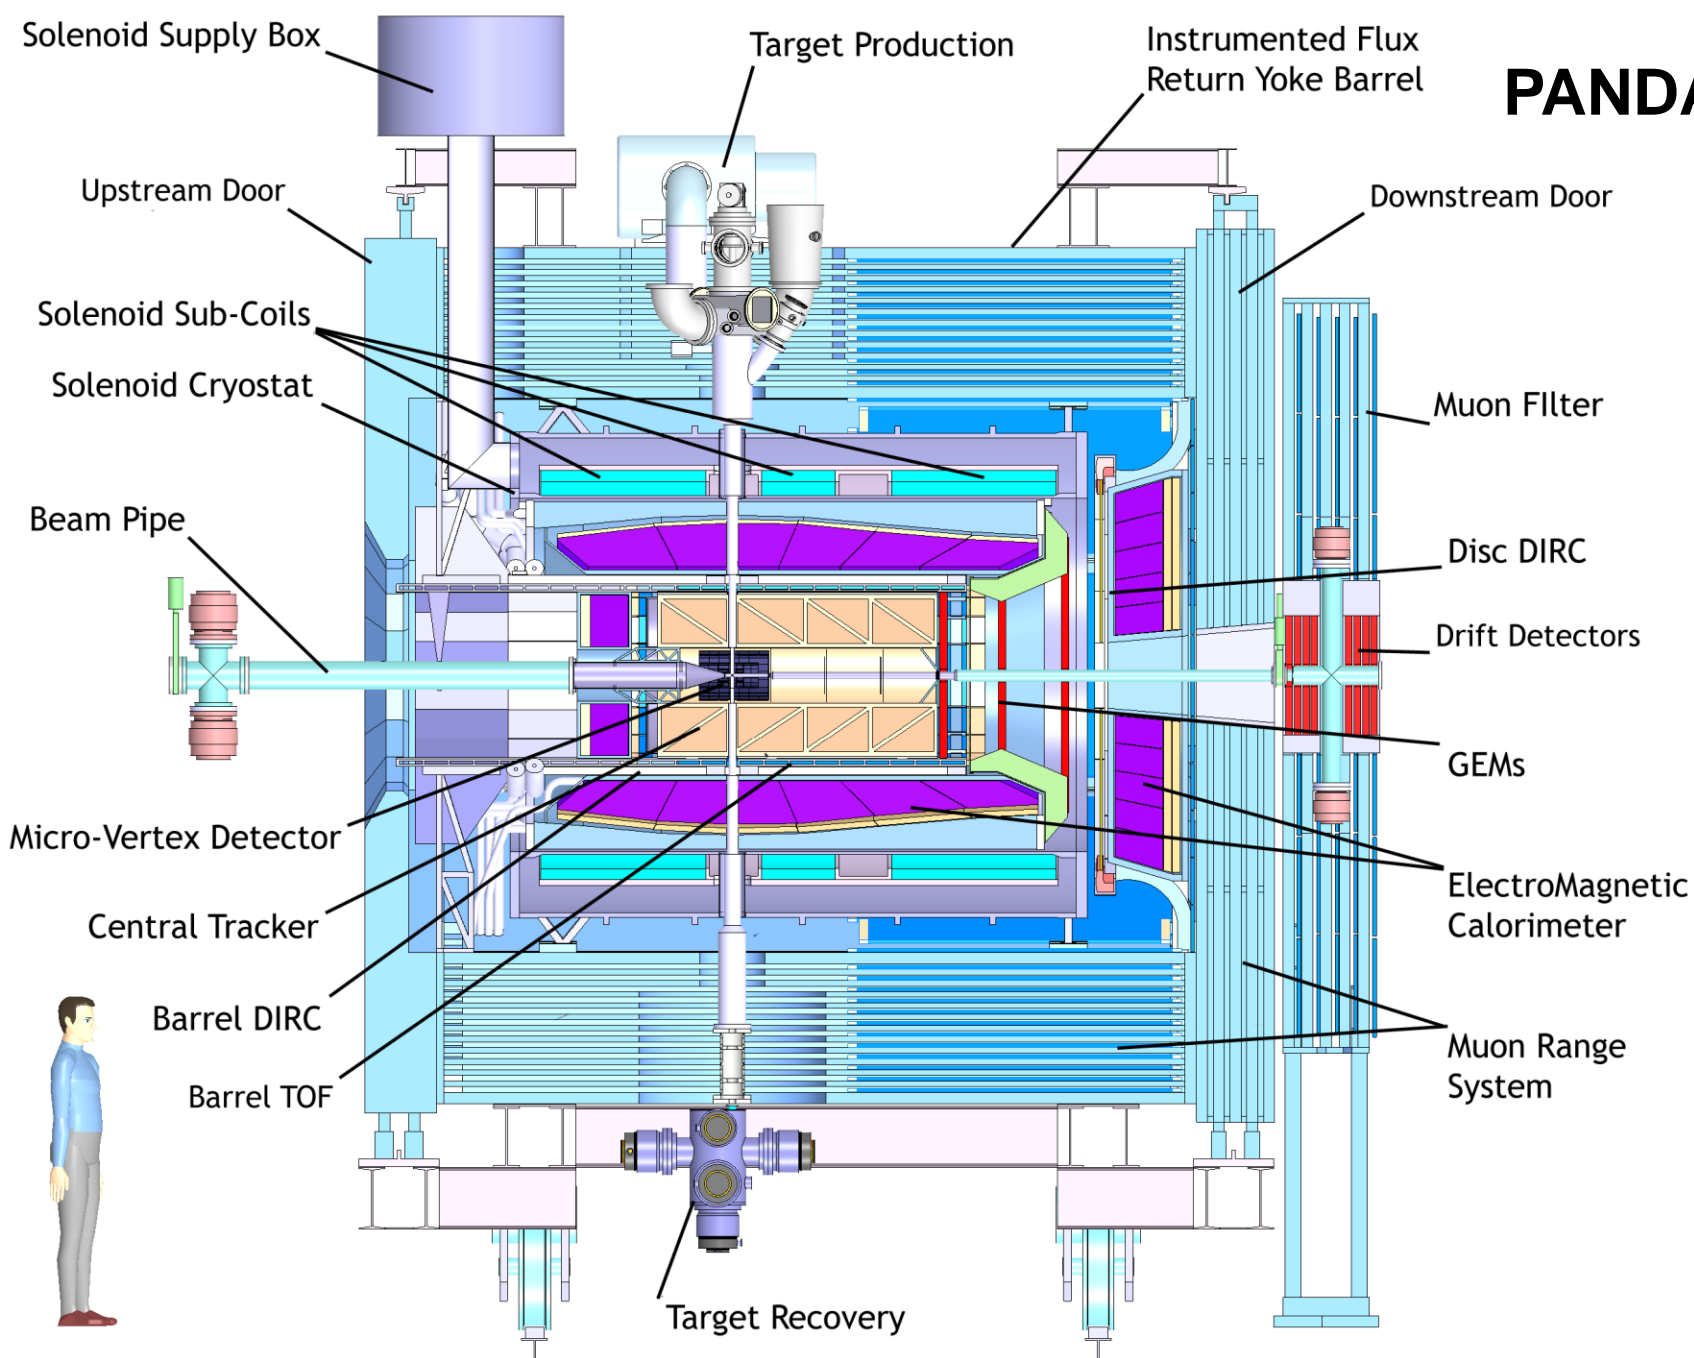 Solenoid Supply Box
Target Production
Instrumented Flux
Return Yoke Barrel
PANDA
Upstream Door
Downstream Door
Solenoid Sub-Coils
Solenoid Cryostat
Muon FIlter
Beam Pipe
Disc DIRC
Drift Detectors
GEMs
Micro-Vertex Detector
ElectroMagnetic
Calorimeter
Central Tracker
Barrel DIRC
Muon Range
System
Barrel TOF
Target Recovery